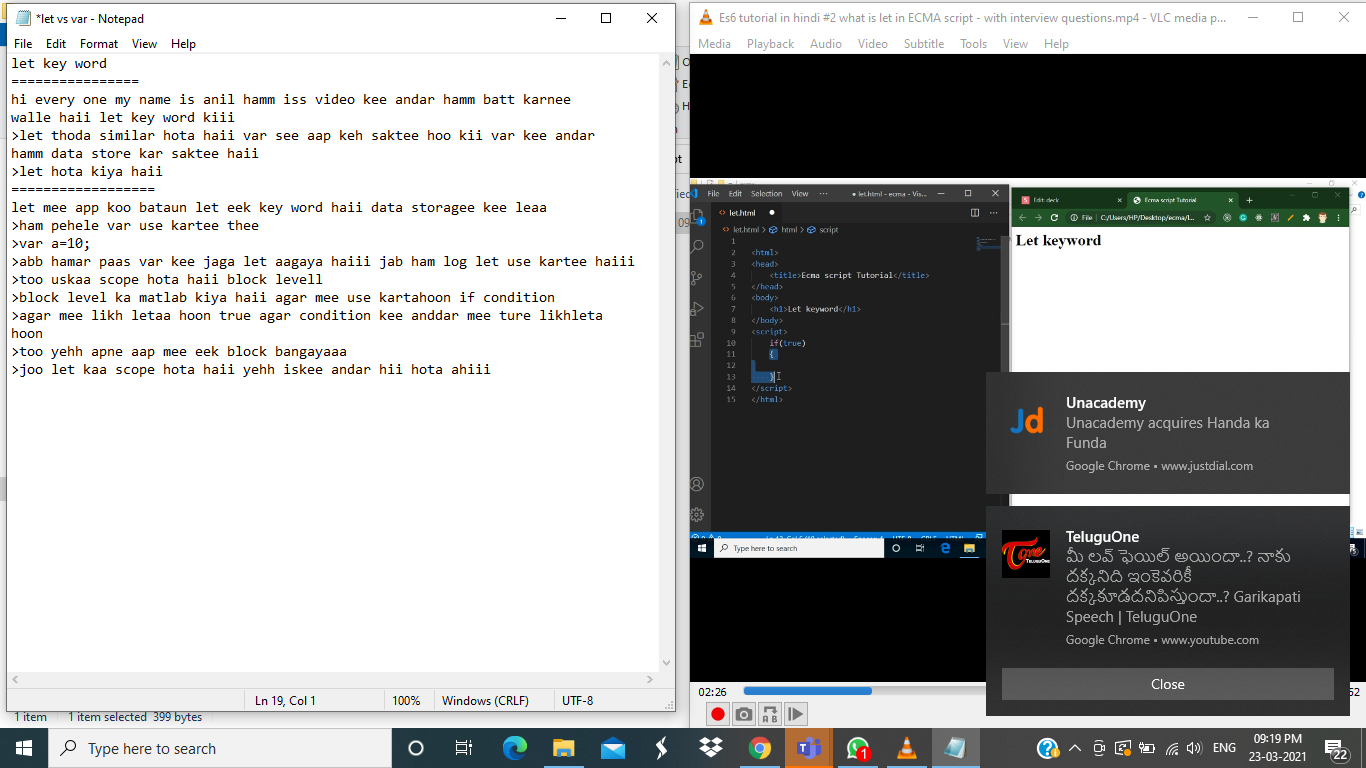 *let vs var - Notepad
File Edit Format View Help
let key word
================
hi every one my name is anil hamm iss video kee andar hamm batt karnee
walle haii let key word kiii
>let thoda similar hota haii var see aap keh saktee hoo kii var kee andar
hamm data store kar saktee haii
>let hota kiya haii
==================
let mee app koo bataun let eek key word haii data storagee kee leaa
>ham pehele var use kartee thee
>var a=10;
>abb hamar paas var kee jaga let aagaya haiii jab ham log let use kartee haiii
>too uskaa scope hota haii block levell
>block level ka matlab kiya haii agar mee use kartahoon if condition
>agar mee likh letaa hoon true agar condition kee anddar mee ture likhleta
hoon
>too yehh apne aap mee eek block bangayaaa
>joo let kaa scope hota haii yehh iskee andar hii hota ahiii
Ln 19, Col 1 100% Windows (CRLF) UTF-8
1 item 1 item selected 399 bytes
Es6 tutorial in hindi #2 what is let in ECMA script - with interview questions.mp4 - VLC media p...
Media Playback Audio Video Subtitle Tools View Help
File Edit Selection View ··· ● let.html - ecma - Vis...
let.html
let.html > html > script
1
2 <html>
3 <head>
4 <title>Ecma script Tutorial</title>
5 </head>
6 <body>
7 <h1>Let keyword</h1>
8 </body>
9 <script>
10 if(true)
11 {
12
13 }
14 </script>
15 </html>
Type here to search
Edit deck Ecma script Tutorial
File | C:/Users/HP/Desktop/ecma/l...
Let keyword
Unacademy
Unacademy acquires Handa ka
Funda
Google Chrome • www.justdial.com
TeluguOne
మీ లవ్ ఫెయిల్ అయిందా..? నాకు
దక్కనిది ఇంకెవరికీ
దక్కకూడదనిపిస్తుందా..? Garikapati
Speech | TeluguOne
Google Chrome • www.youtube.com
Close
02:26
Type here to search
ENG
09:19 PM
23-03-2021
22